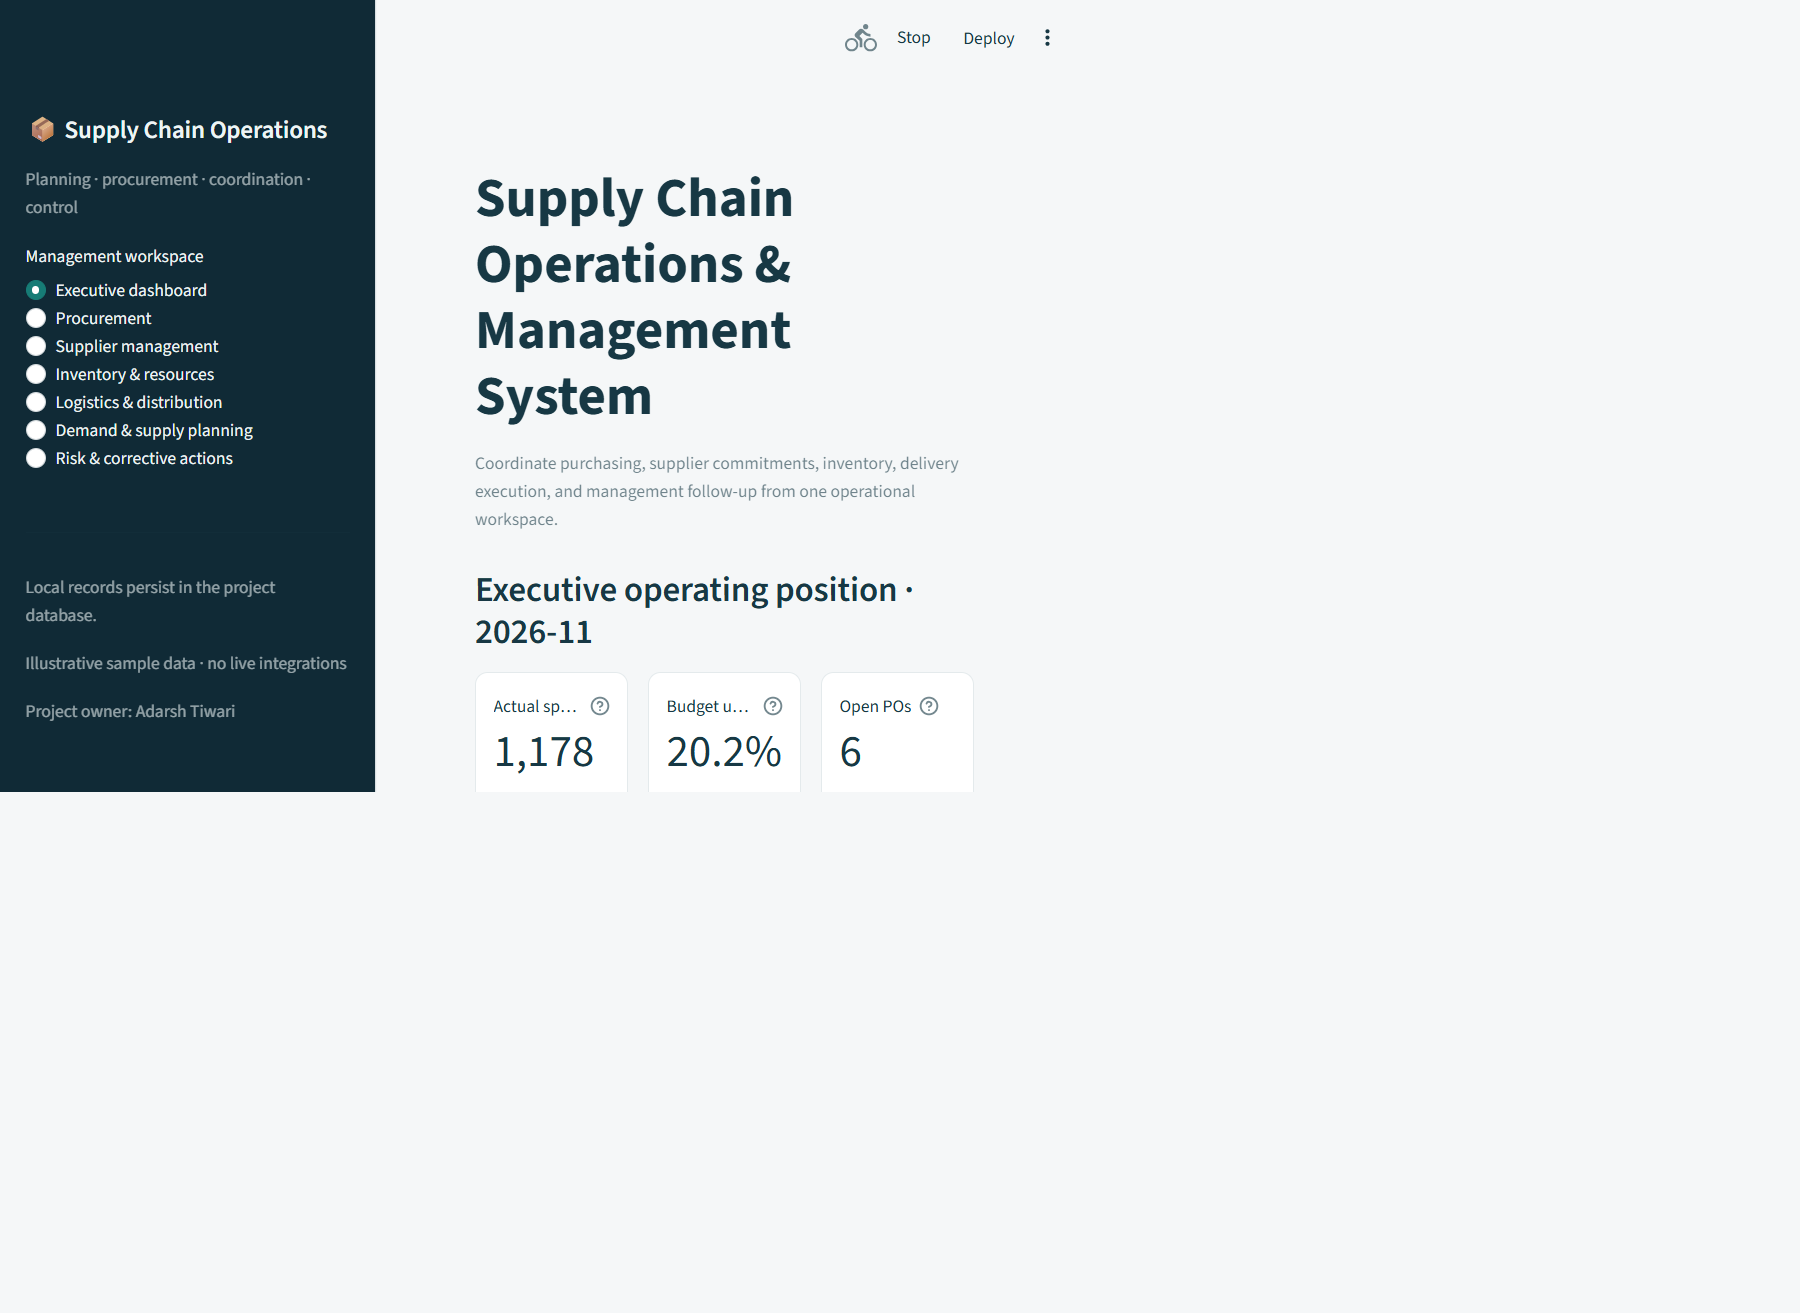 Stop
Deploy
Supply Chain Operations
Planning · procurement · coordination ·
control
Management workspace
Executive dashboard
Procurement
Supplier management
Inventory & resources
Logistics & distribution
Demand & supply planning
Risk & corrective actions
Local records persist in the project
database.
Illustrative sample data · no live integrations
Project owner: Adarsh Tiwari
Supply Chain
Operations &
Management
System
Coordinate purchasing, supplier commitments, inventory, delivery
execution, and management follow-up from one operational
workspace.
Executive operating position ·
2026-11
Actual sp…
1,178
Budget u…
20.2%
Open POs
6